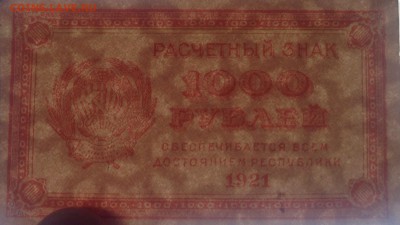 РАСЧЕТНЫЙ ЗНАК
1000
РУБЛЕЙ
ОБЕСПЕЧИВАЕТСЯ ВСЕМ
ДОСТОЯНИЕМ РЕСПУБЛИКИ
1921